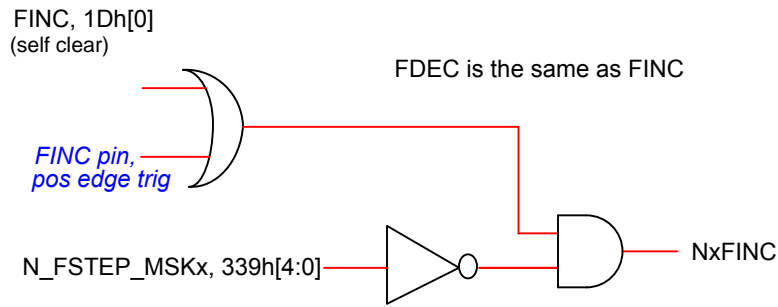 FINC, 1Dh[0]
(self clear)
FDEC is the same as FINC
FINC pin,
pos edge trig
N_FSTEP_MSKx, 339h[4:0]
NxFINC